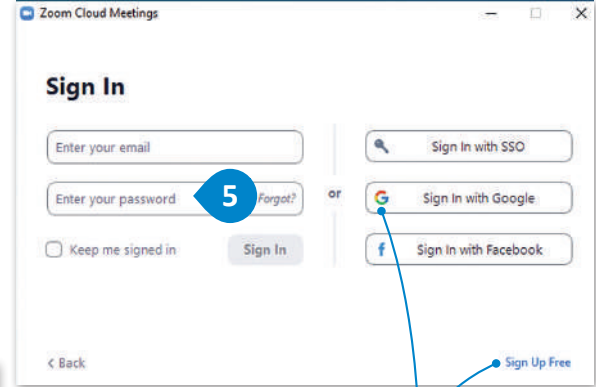 Zoom Cloud Meetings
Sign In
Enter your email
Enter your password
5
Forgot?
Keep me signed in
Sign In
or
Sign In with SSO
G
Sign In with Google
f
Sign In with Facebook
< Back
Sign Up Free